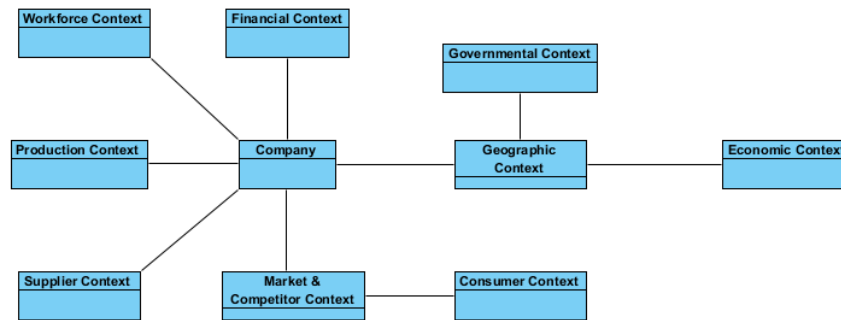 Workforce Context
Financial Context
Governmental Context
Production Context
Company
Geographic
Context
Economic Context
Supplier Context
Market &
Competitor Context
Consumer Context